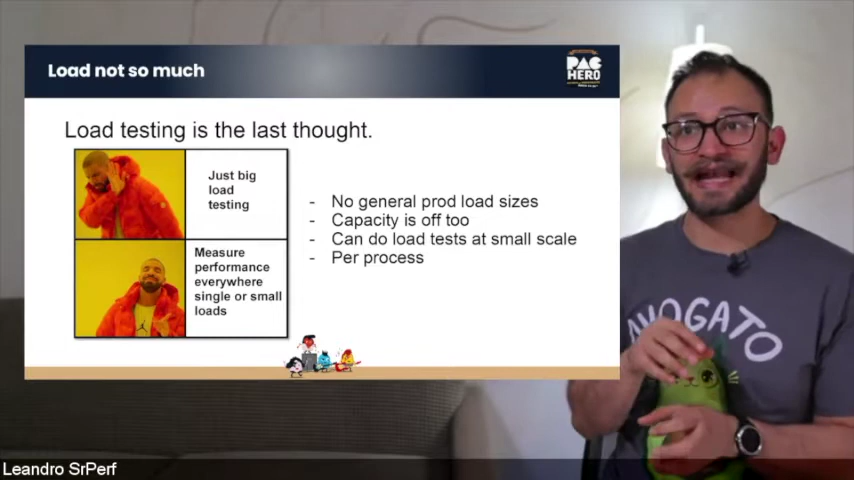 Load not so much
PAC
HERO
Load testing is the last thought.
Just big
load
testing
Measure
performance
everywhere
single or small
loads
- No general prod load sizes
- Capacity is off too
- Can do load tests at small scale
- Per process
AVOGATO
Leandro SrPerf